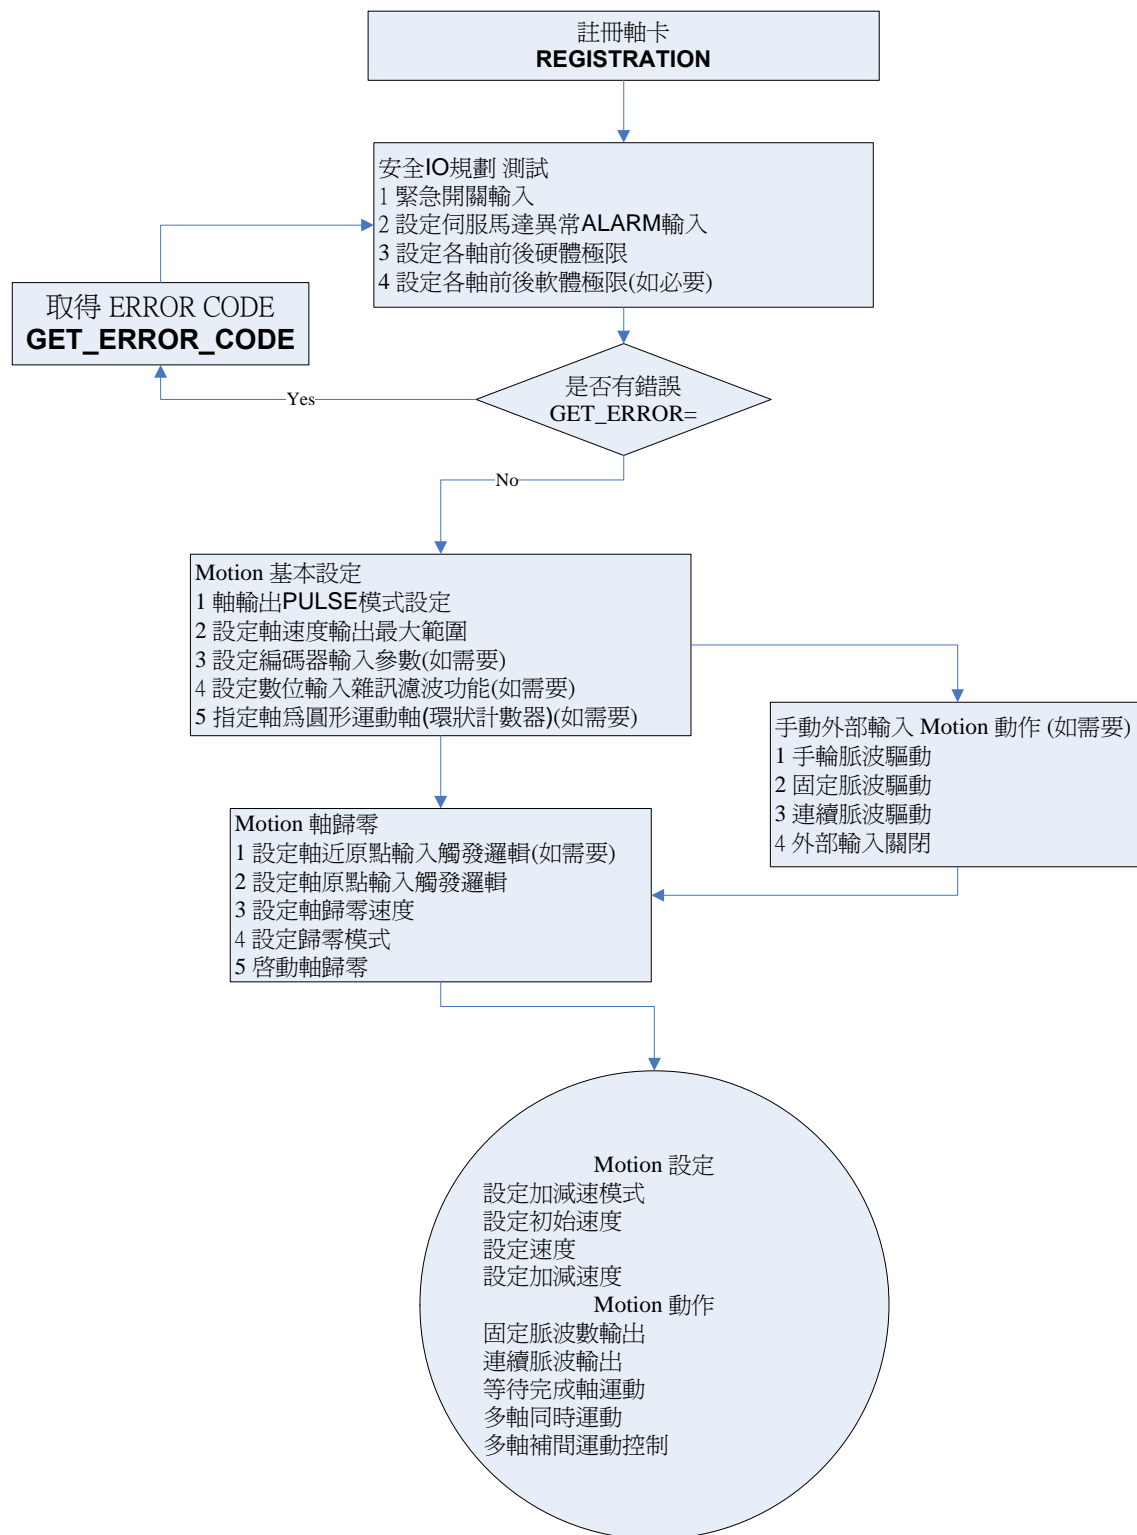 註冊軸卡
REGISTRATION
安全IO規劃 測試
1 緊急開關輸入
2 設定伺服馬達異常ALARM輸入
3 設定各軸前後硬體極限
4 設定各軸前後軟體極限(如必要)
取得 ERROR CODE
GET_ERROR_CODE
是否有錯誤
GET_ERROR=
Yes
No
Motion 基本設定
1 軸輸出PULSE模式設定
2 設定軸速度輸出最大範圍
3 設定編碼器輸入參數(如需要)
4 設定數位輸入雜訊濾波功能(如需要)
5 指定軸爲圓形運動軸(環狀計數器)(如需要)
手動外部輸入 Motion 動作 (如需要)
1 手輪脈波驅動
2 固定脈波驅動
3 連續脈波驅動
4 外部輸入關閉
Motion 軸歸零
1 設定軸近原點輸入觸發邏輯(如需要)
2 設定軸原點輸入觸發邏輯
3 設定軸歸零速度
4 設定歸零模式
5 啓動軸歸零
Motion 設定
設定加減速模式
設定初始速度
設定速度
設定加減速度
Motion 動作
固定脈波數輸出
連續脈波輸出
等待完成軸運動
多軸同時運動
多軸補間運動控制